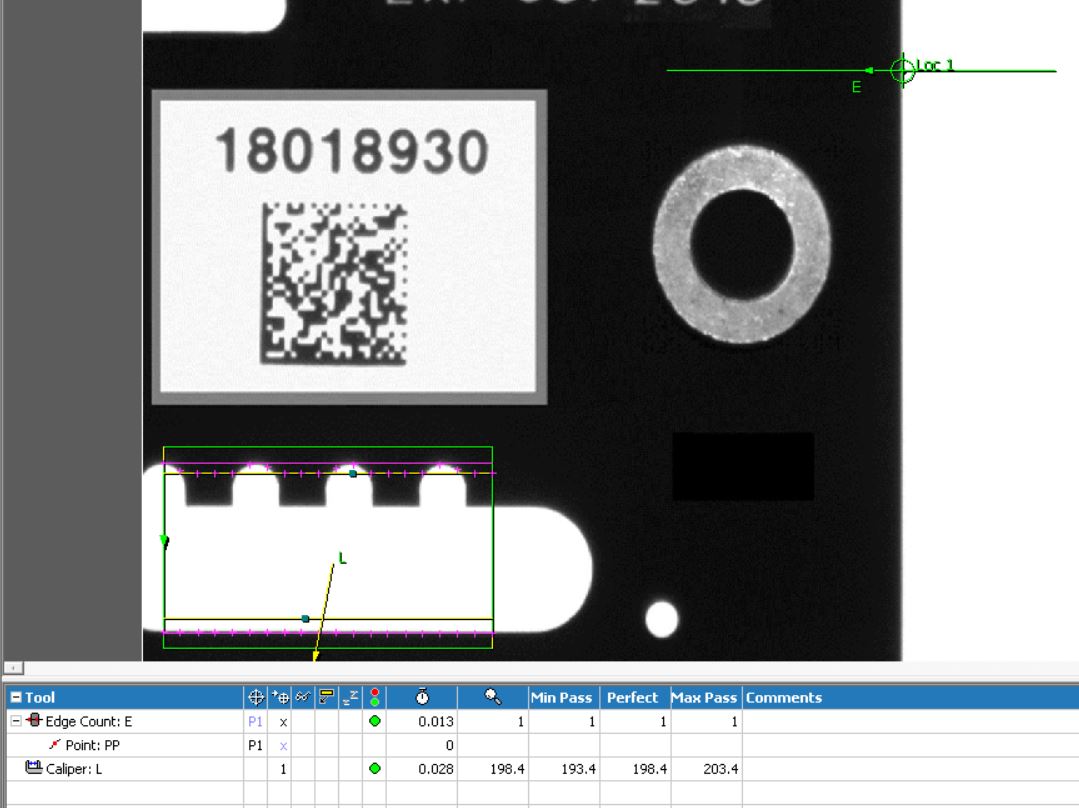 Loc 1
E
18018930
L
Tool Min Pass Perfect Max Pass Comments
Edge Count: E P1 x 0.013 1 1 1 1
Point: PP P1 x 0
Caliper: L 1 0.028 198.4 193.4 198.4 203.4